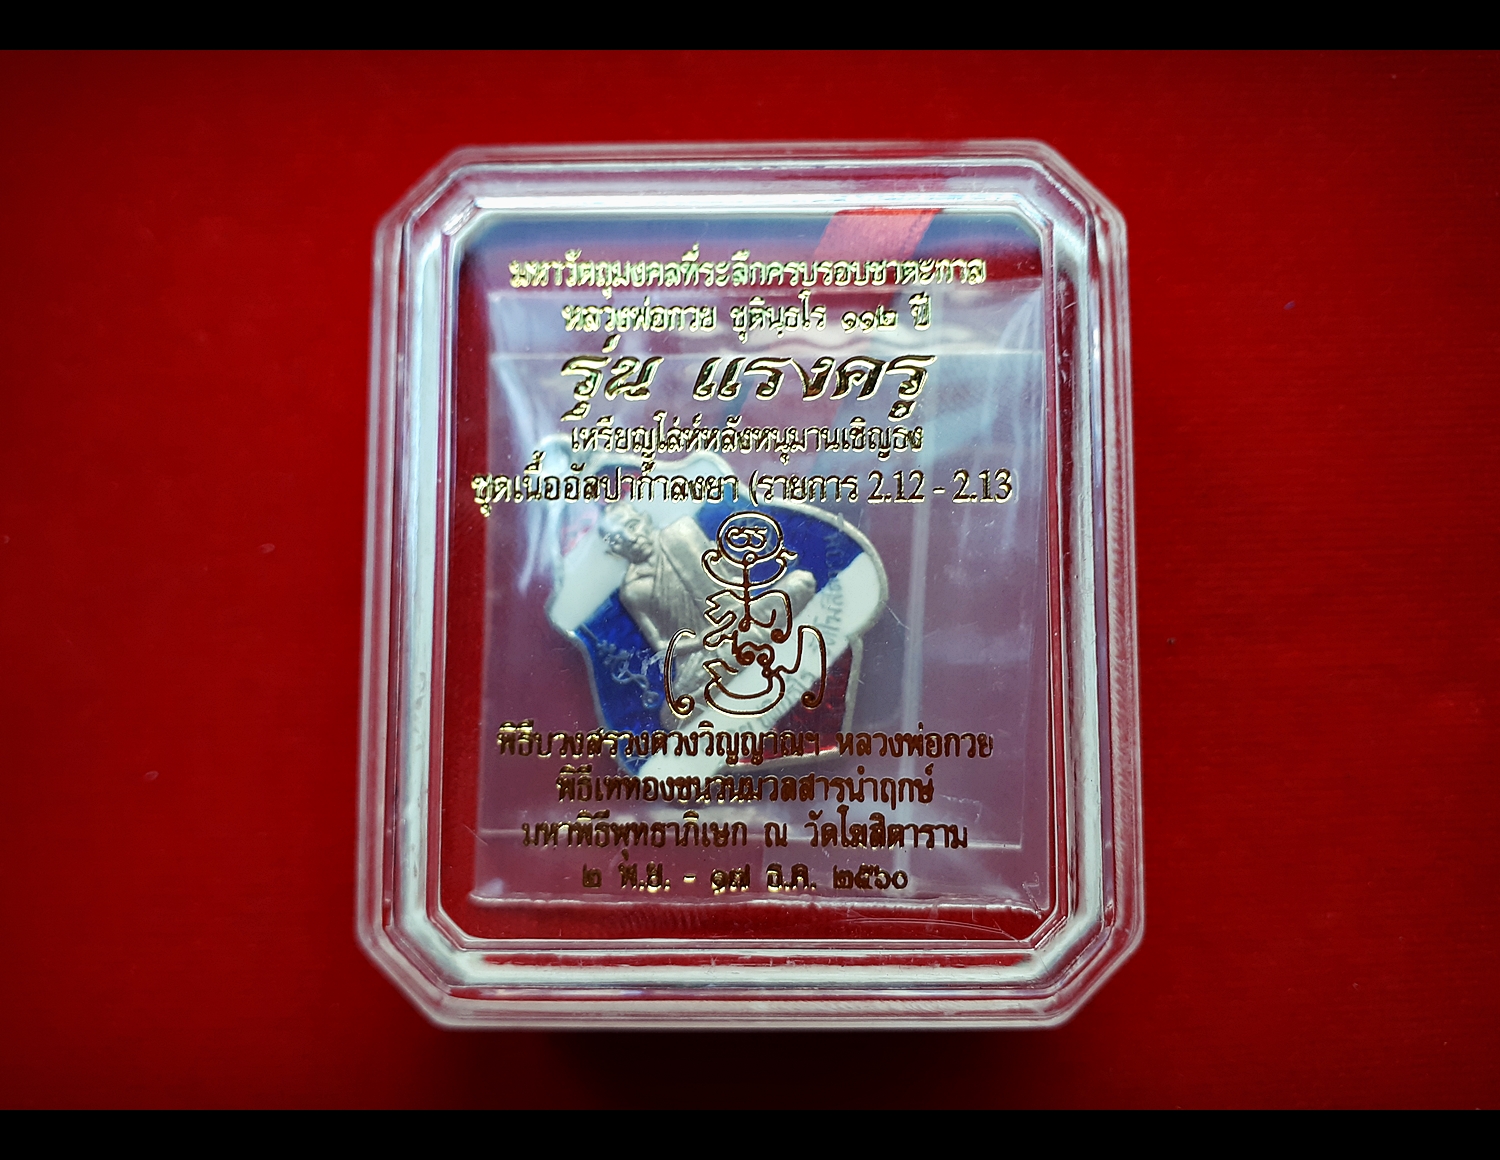 มหาวัตถุมงคลที่ระลึกครบรอบชาตะกาล
หลวงพ่อกวย ชุตินฺธโร ๑๑๒ ปี
รุ่น แรงครู
เหรียญโล่ห์หลังหนุมานเชิญธง
ชุดเนื้ออัลปาก้าลงยา (รายการ 2.12 - 2.13
พิธีบวงสรวงดวงวิญญาณฯ หลวงพ่อกวย
พิธีเททองชนวนมวลสารนำฤกษ์
มหาพิธีพุทธาภิเษก ณ วัดโฆสิตาราม
๒ พ.ย. - ๑๗ ธ.ค. ๒๕๖๐